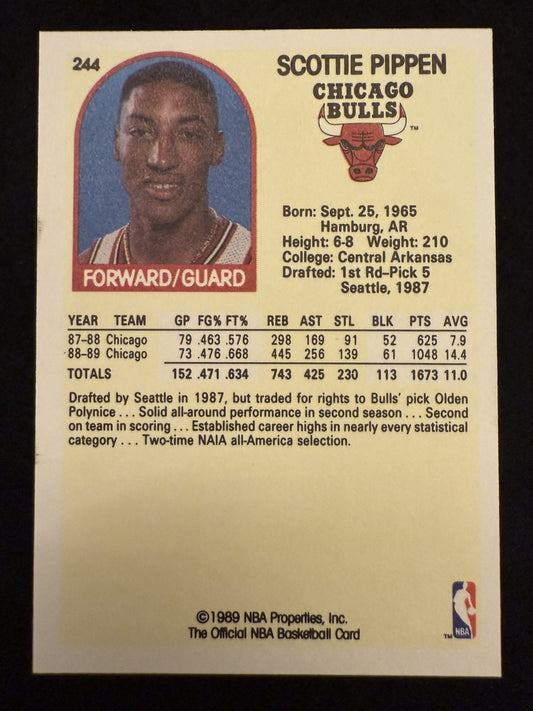 244
SCOTTIE PIPPEN
CHICAGO
BULLS
TM
Born: Sept. 25, 1965
Hamburg, AR
Height: 6-8 Weight: 210
College: Central Arkansas
Drafted: 1st Rd-Pick 5
Seattle, 1987
FORWARD/GUARD
YEAR TEAM GP FG% FT% REB AST STL BLK PTS AVG
87-88 Chicago 79 .463 .576 298 169 91 52 625 7.9
88-89 Chicago 73 .476 .668 445 256 139 61 1048 14.4
TOTALS 152 .471 .634 743 425 230 113 1673 11.0
Drafted by Seattle in 1987, but traded for rights to Bulls' pick Olden
Polynice . . . Solid all-around performance in second season . . . Second
on team in scoring . . . Established career highs in nearly every statistical
category . . . Two-time NAIA all-America selection.
©1989 NBA Properties, Inc.
The Official NBA Basketball Card
TM
NBA